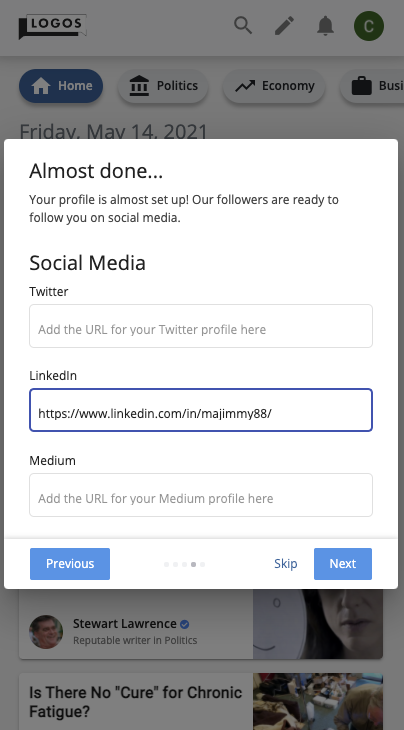 LOGOS
C
Home
Politics
Economy
Busi
Friday, May 14, 2021
Almost done...
Your profile is almost set up! Our followers are ready to
follow you on social media.
Social Media
Twitter
Add the URL for your Twitter profile here
LinkedIn
https://www.linkedin.com/in/majimmy88/
Medium
Add the URL for your Medium profile here
Previous
Skip
Next
Stewart Lawrence
Reputable writer in Politics
Is There No "Cure" for Chronic
Fatigue?